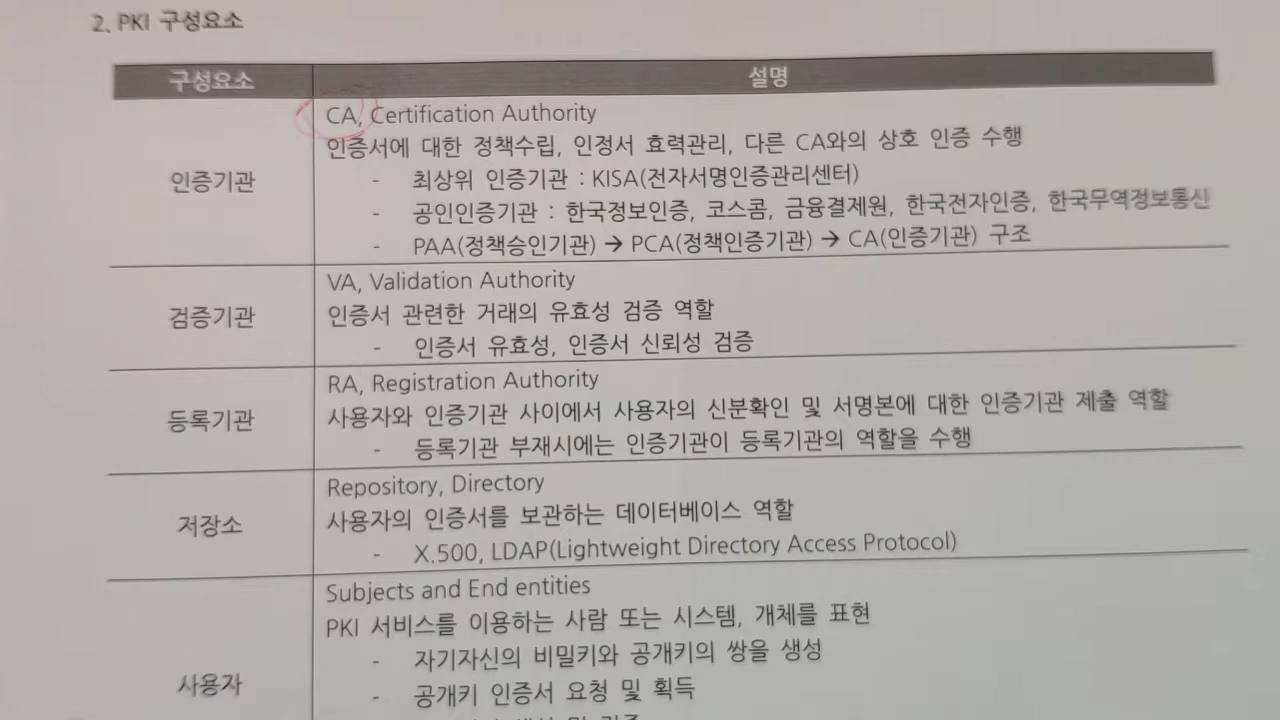 2. PKI 구성요소
구성요소 설명
CA, Certification Authority
인증서에 대한 정책수립, 인정서 효력관리, 다른 CA와의 상호 인증 수행
인증기관
- 최상위 인증기관 : KISA(전자서명인증관리센터)
- 공인인증기관 : 한국정보인증, 코스콤, 금융결제원, 한국전자인증, 한국무역정보통신
- PAA(정책승인기관) → PCA(정책인증기관) → CA(인증기관) 구조
VA, Validation Authority
검증기관
인증서 관련한 거래의 유효성 검증 역할
- 인증서 유효성, 인증서 신뢰성 검증
RA, Registration Authority
등록기관
사용자와 인증기관 사이에서 사용자의 신분확인 및 서명본에 대한 인증기관 제출 역할
- 등록기관 부재시에는 인증기관이 등록기관의 역할을 수행
Repository, Directory
저장소
사용자의 인증서를 보관하는 데이터베이스 역할
- X.500, LDAP(Lightweight Directory Access Protocol)
Subjects and End entities
PKI 서비스를 이용하는 사람 또는 시스템, 개체를 표현
- 자기자신의 비밀키와 공개키의 쌍을 생성
사용자
- 공개키 인증서 요청 및 획득